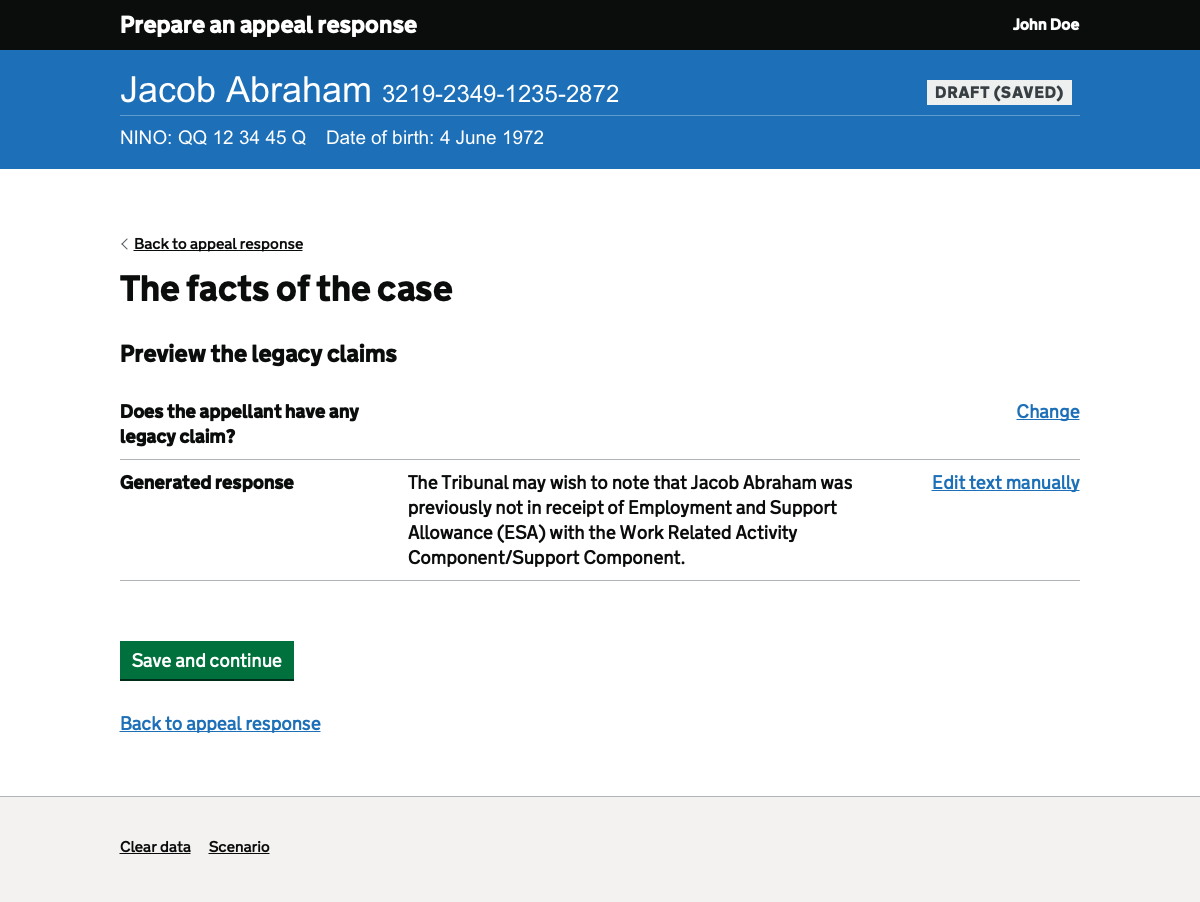 Prepare an appeal response
John Doe
Jacob Abraham 3219-2349-1235-2872
DRAFT (SAVED)
NINO: QQ 12 34 45 Q Date of birth: 4 June 1972
Back to appeal response
The facts of the case
Preview the legacy claims
Does the appellant have any
legacy claim?
Change
Generated response
The Tribunal may wish to note that Jacob Abraham was
previously not in receipt of Employment and Support
Allowance (ESA) with the Work Related Activity
Component/Support Component.
Edit text manually
Save and continue
Back to appeal response
Clear data
Scenario